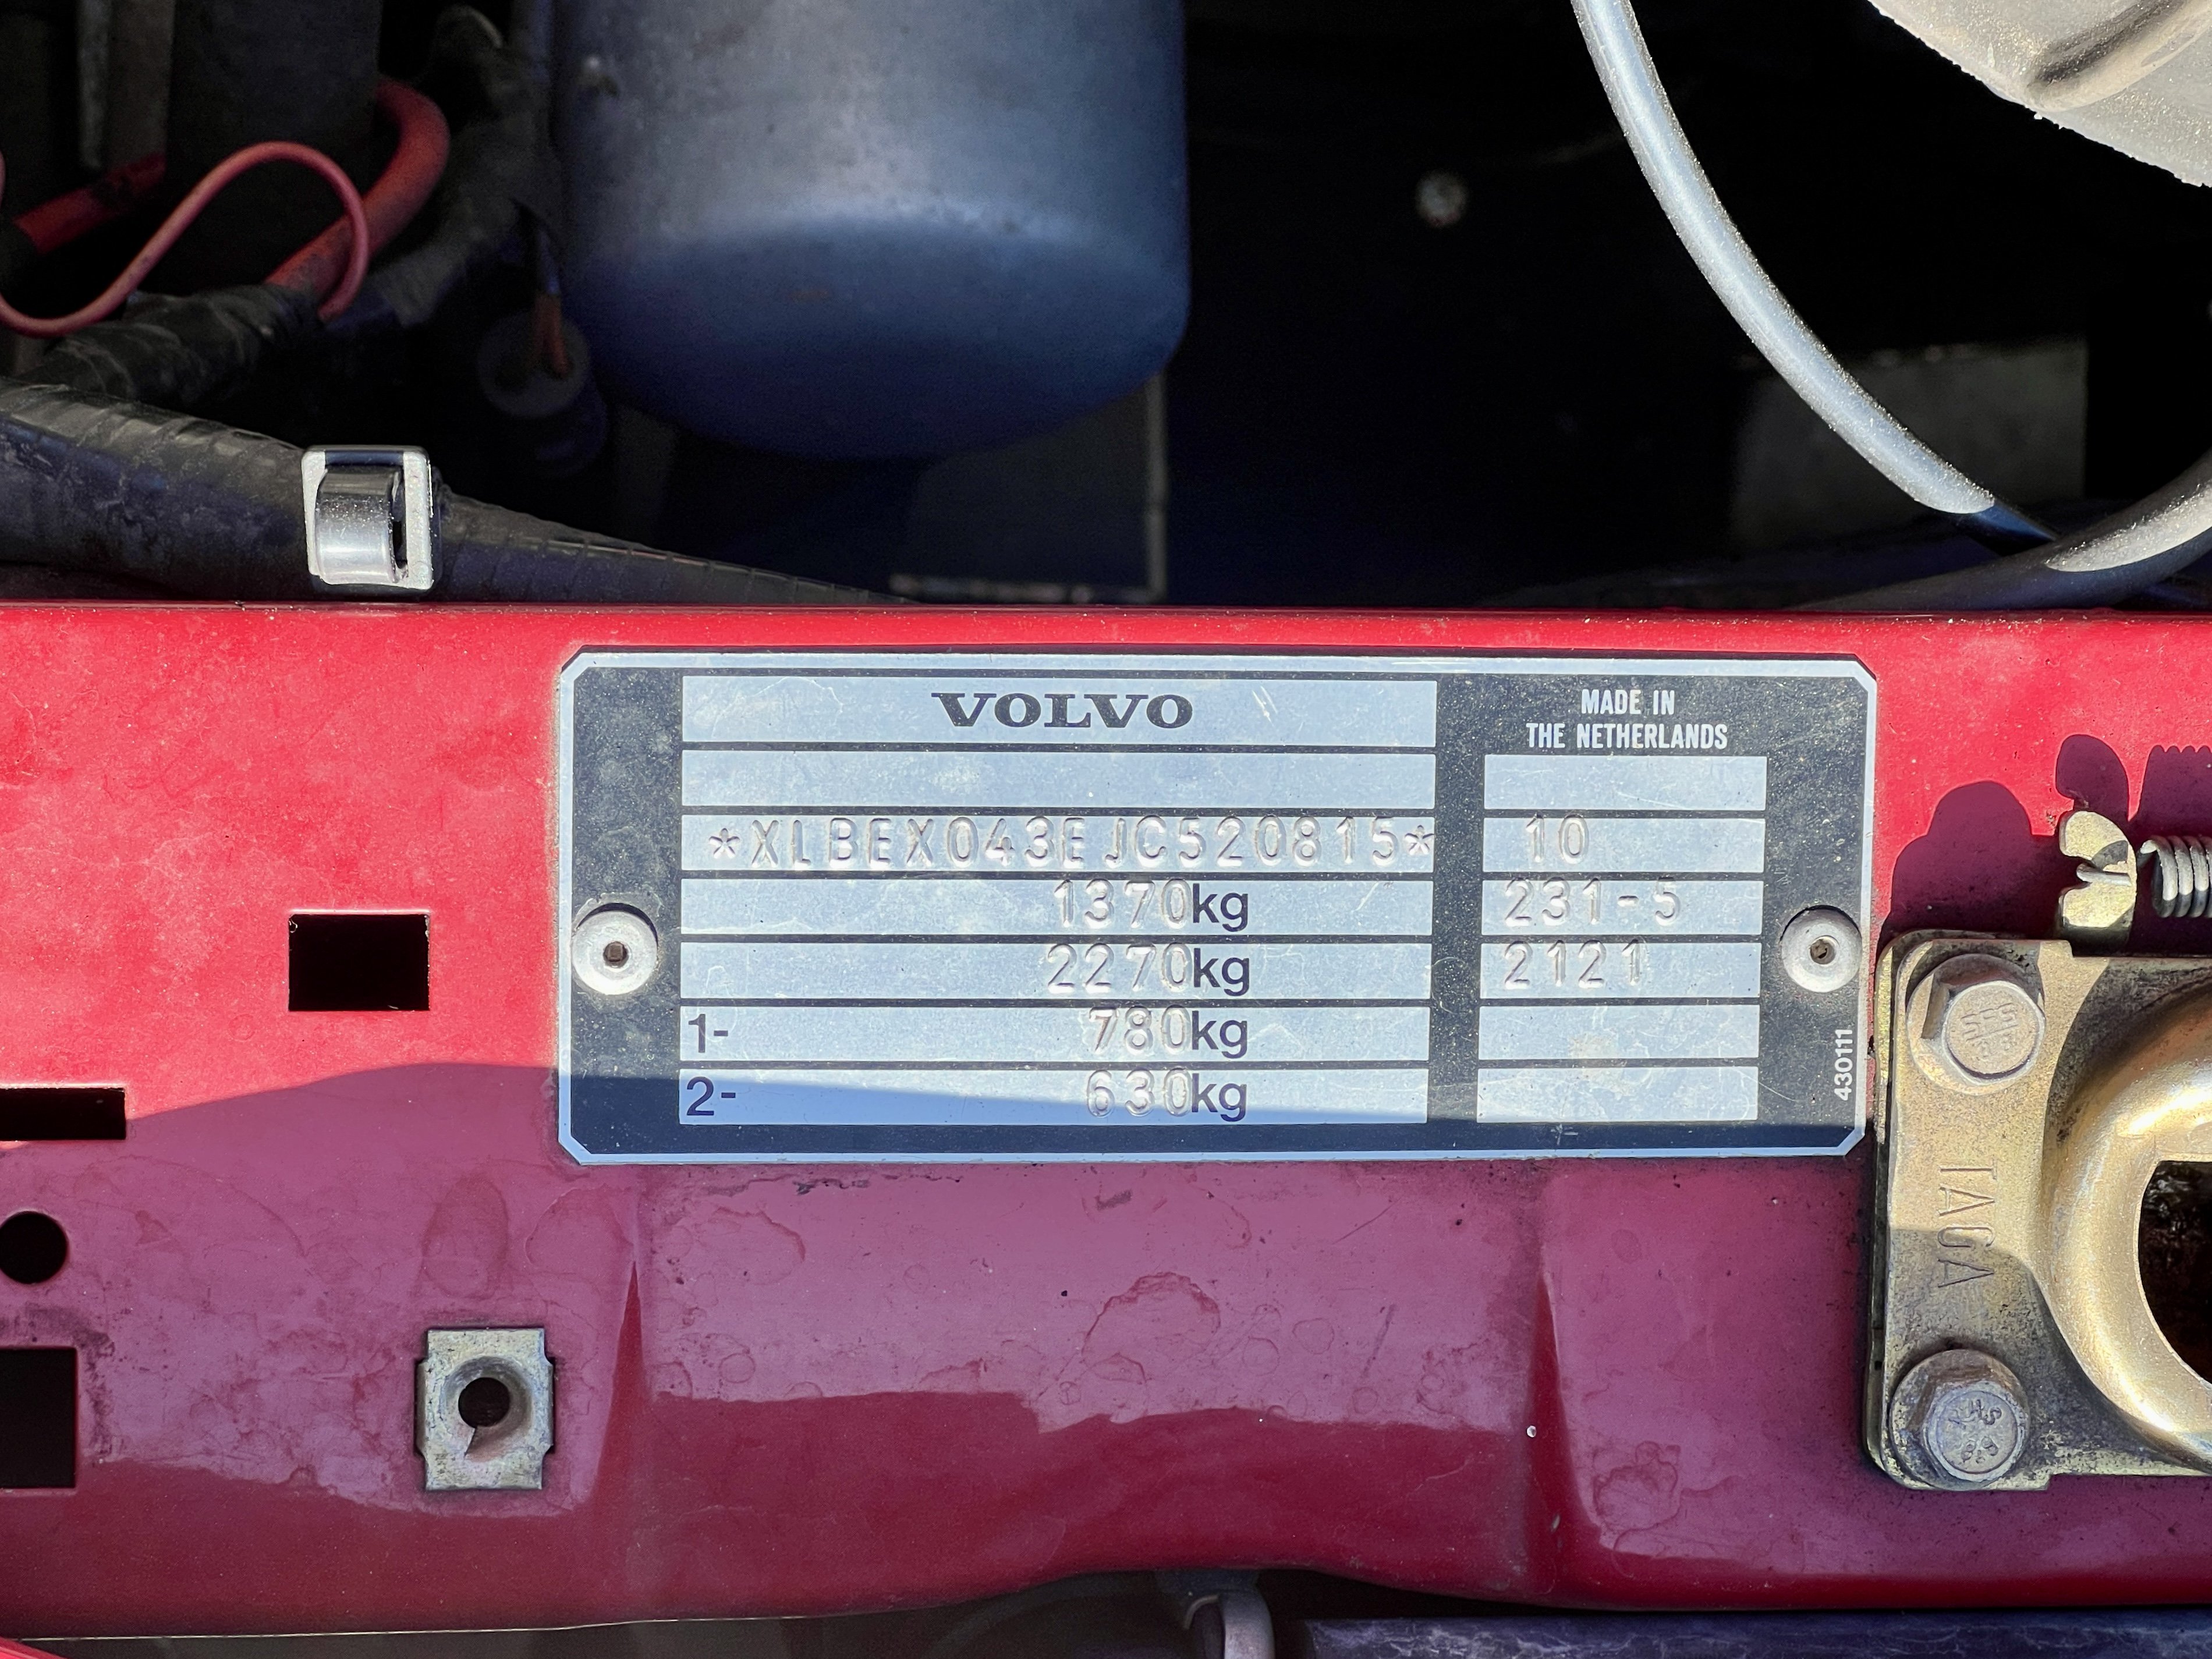 VOLVO
MADE IN
THE NETHERLANDS
*XLBEX043EJC520815* 10
1370kg 231-5
2270kg 2121
1- 780kg
2- 630kg
430111
TAGA